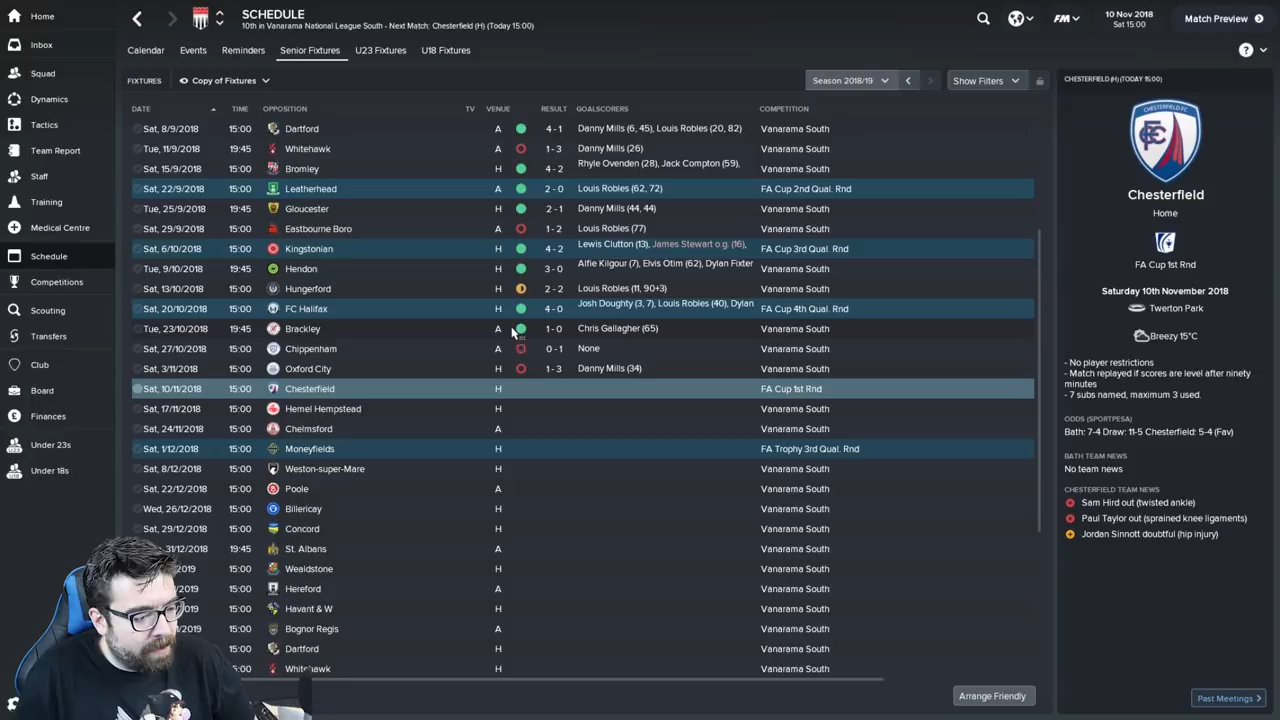 SCHEDULE
10th in Vanarama National League South - Next Match: Chesterfield (H) (Today 15:00)
FM
10 Nov 2018
Sat 15:00
Match Preview
Home
Inbox
Squad
Dynamics
Tactics
Team Report
Staff
Training
Medical Centre
Schedule
Competitions
Scouting
Transfers
Club
Board
Finances
Under 23s
Under 18s
Calendar Events Reminders Senior Fixtures U23 Fixtures U18 Fixtures
FIXTURES Copy of Fixtures Season 2018/19 Show Filters
DATE TIME OPPOSITION TV VENUE RESULT GOALSCORERS COMPETITION
Sat, 8/9/2018 15:00 Dartford A 4 - 1 Danny Mills (6, 45), Louis Robles (20, 82) Vanarama South
Tue, 11/9/2018 19:45 Whitehawk A 1 - 3 Danny Mills (26) Vanarama South
Sat, 15/9/2018 15:00 Bromley H 4 - 2 Rhyle Ovenden (28), Jack Compton (59), Vanarama South
Sat, 22/9/2018 15:00 Leatherhead A 2 - 0 Louis Robles (62, 72) FA Cup 2nd Qual. Rnd
Tue, 25/9/2018 19:45 Gloucester H 2 - 1 Danny Mills (44, 44) Vanarama South
Sat, 29/9/2018 15:00 Eastbourne Boro A 1 - 2 Louis Robles (77) Vanarama South
Sat, 6/10/2018 15:00 Kingstonian H 4 - 2 Lewis Clutton (13), James Stewart o.g. (16), FA Cup 3rd Qual. Rnd
Tue, 9/10/2018 19:45 Hendon H 3 - 0 Alfie Kilgour (7), Elvis Otim (62), Dylan Fixter Vanarama South
Sat, 13/10/2018 15:00 Hungerford H 2 - 2 Louis Robles (11, 90+3) Vanarama South
Sat, 20/10/2018 15:00 FC Halifax H 4 - 0 Josh Doughty (3, 7), Louis Robles (40), Dylan FA Cup 4th Qual. Rnd
Tue, 23/10/2018 19:45 Brackley A 1 - 0 Chris Gallagher (65) Vanarama South
Sat, 27/10/2018 15:00 Chippenham A 0 - 1 None Vanarama South
Sat, 3/11/2018 15:00 Oxford City H 1 - 3 Danny Mills (34) Vanarama South
Sat, 10/11/2018 15:00 Chesterfield H FA Cup 1st Rnd
Sat, 17/11/2018 15:00 Hemel Hempstead H Vanarama South
Sat, 24/11/2018 15:00 Chelmsford A Vanarama South
Sat, 1/12/2018 15:00 Moneyfields H FA Trophy 3rd Qual. Rnd
Sat, 8/12/2018 15:00 Weston-super-Mare H Vanarama South
Sat, 22/12/2018 15:00 Poole A Vanarama South
Wed, 26/12/2018 15:00 Billericay H Vanarama South
Sat, 29/12/2018 15:00 Concord H Vanarama South
31/12/2018 19:45 St. Albans A Vanarama South
2019 15:00 Wealdstone H Vanarama South
/2019 15:00 Hereford A Vanarama South
/2019 15:00 Havant & W H Vanarama South
/2019 15:00 Bognor Regis A Vanarama South
15:00 Dartford H Vanarama South
5:00 Whitehawk H Vanarama South
Arrange Friendly
CHESTERFIELD (H) (TODAY 15:00)
Chesterfield
Home
FA Cup 1st Rnd
Saturday 10th November 2018
Twerton Park
Breezy 15°C
- No player restrictions
- Match replayed if scores are level after ninety
minutes
- 7 subs named, maximum 3 used.
ODDS (SPORTPESA)
Bath: 7-4 Draw: 11-5 Chesterfield: 5-4 (Fav)
BATH TEAM NEWS
No team news
CHESTERFIELD TEAM NEWS
Sam Hird out (twisted ankle)
Paul Taylor out (sprained knee ligaments)
Jordan Sinnott doubtful (hip injury)
Past Meetings